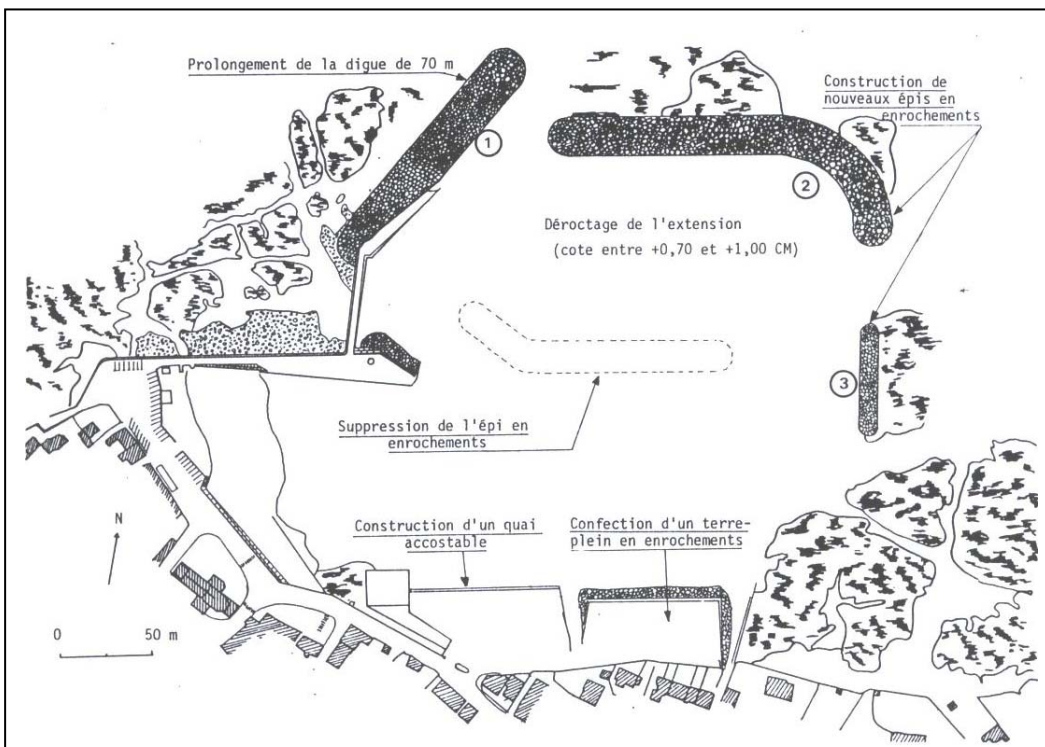 Prolongement de la digue de 70 m
Construction de
nouveaux épis en
enrochements
1
2
Déroctage de l'extension
(cote entre +0,70 et +1,00 CM)
3
Suppression de l'épi en
enrochements
N
Construction d'un quai
accostable
Confection d'un terre-
plein en enrochements
0 50 m